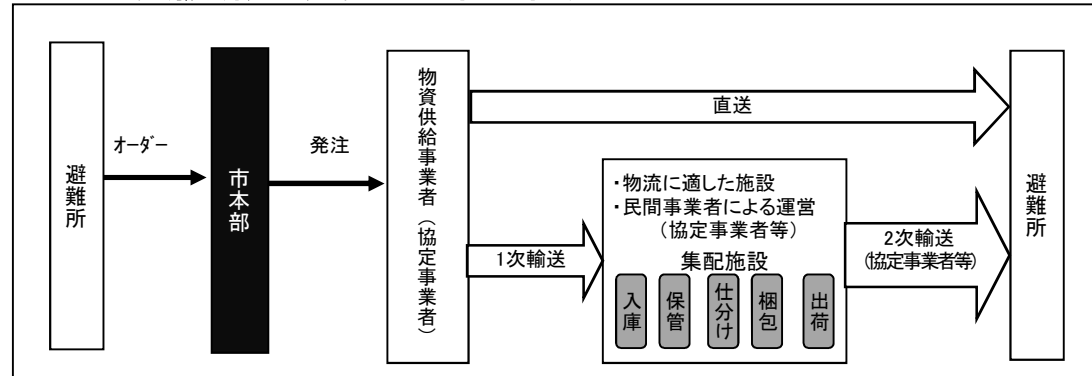 避難所
オーダー
市本部
発注
物資供給事業者（協定事業者）
直送
1次輸送
・物流に適した施設
・民間事業者による運営
（協定事業者等）
集配施設
入庫
保管
仕分け
梱包
出荷
2次輸送
（協定事業者等）
避難所